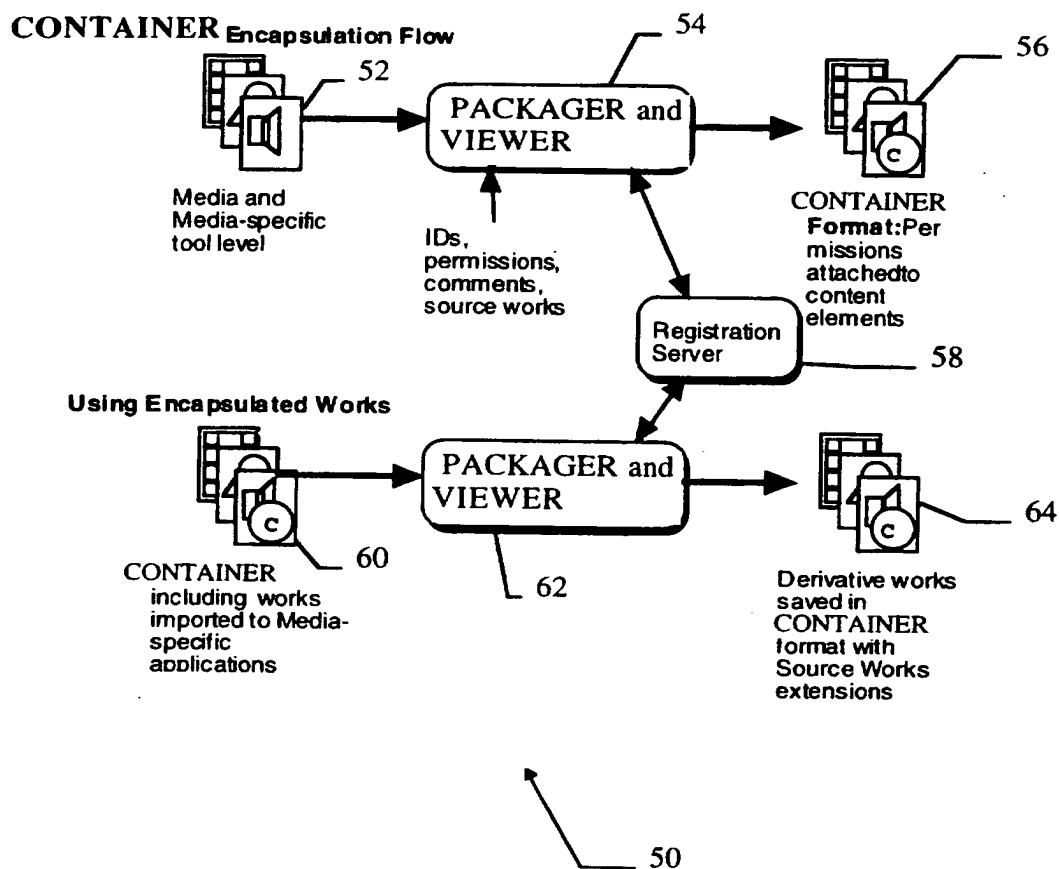 CONTAINER Encapsulation Flow
52
54
56
PACKAGER and
VIEWER
C
Media and
Media-specific
tool level
IDs,
permissions,
comments,
source works
CONTAINER
Format:Per
missions
attachedto
content
elements
Registration
Server
58
Using Encapsulated Works
PACKAGER and
VIEWER
C
60
62
C
64
CONTAINER
including works
imported to Media-
specific
applications
Derivative works
saved in
CONTAINER
format with
Source Works
extensions
50